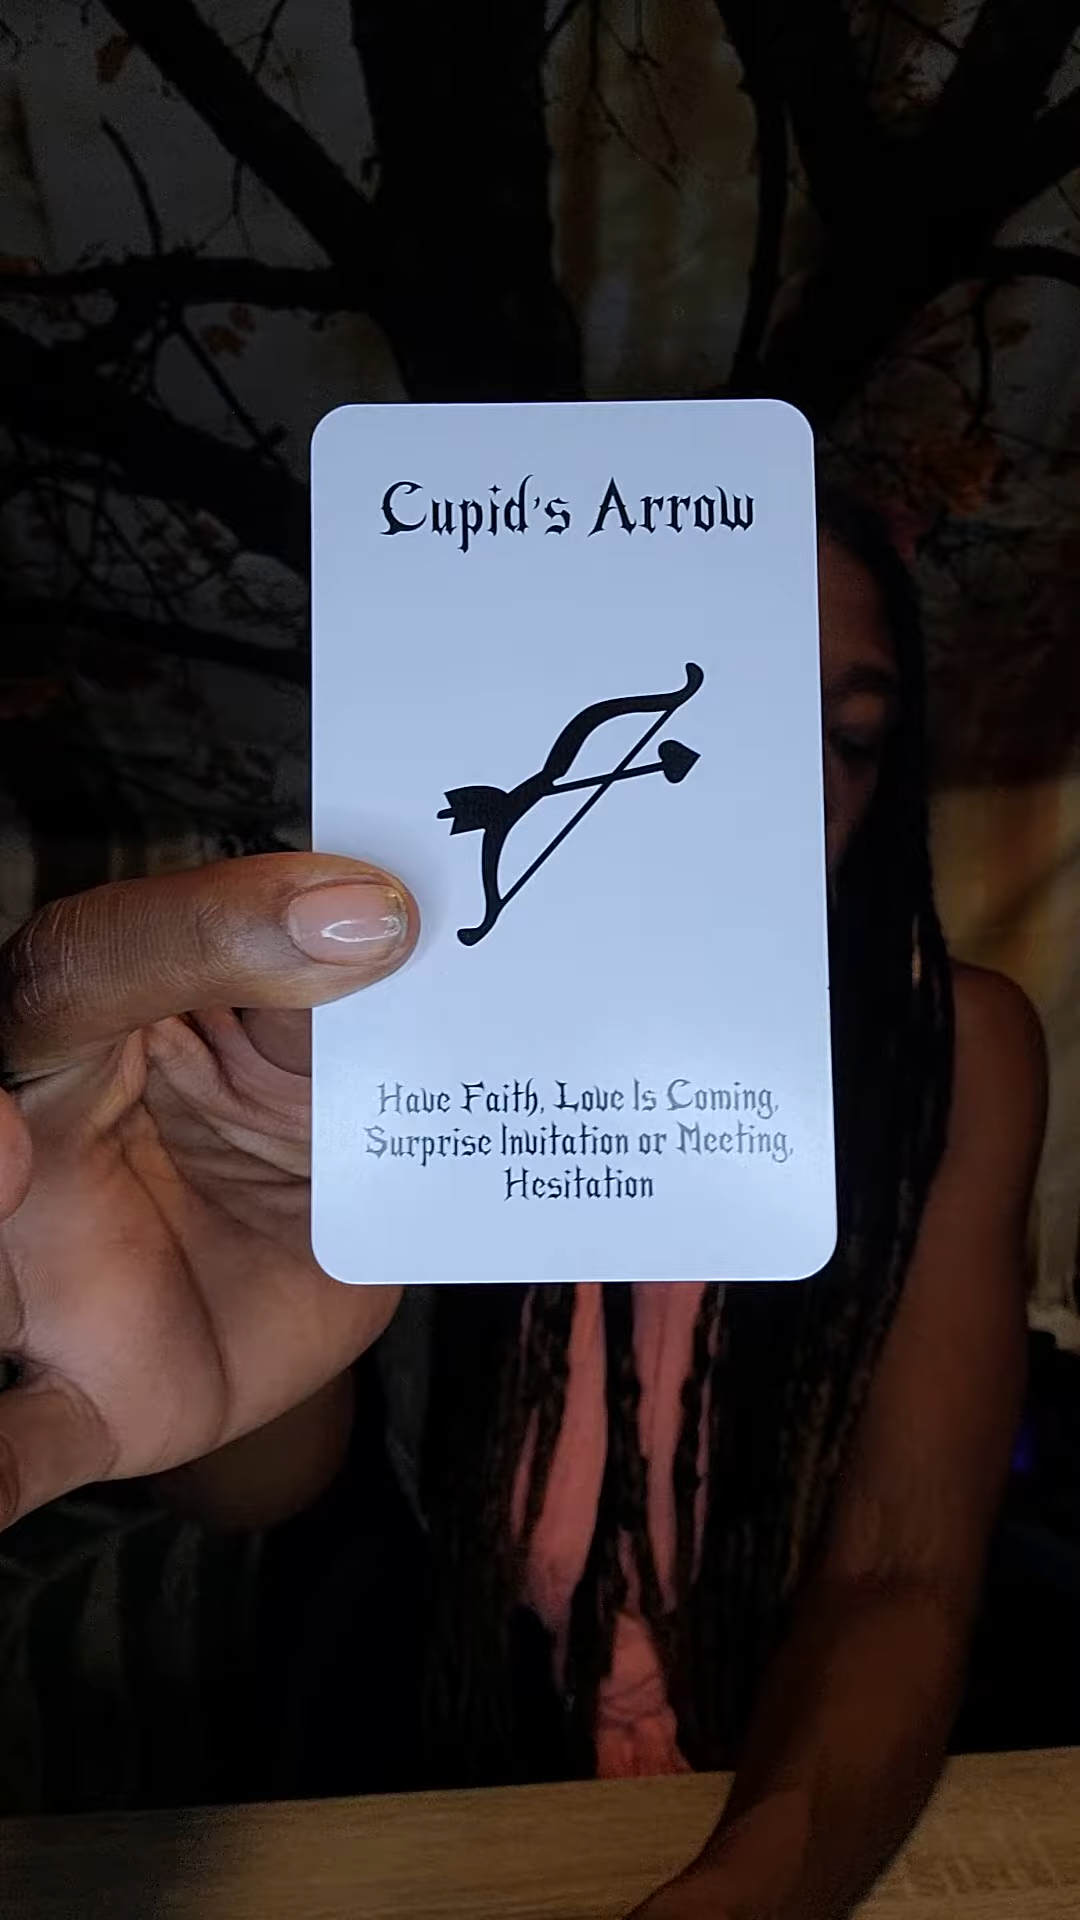 Cupid's Arrow
Have Faith, Love Is Coming,
Surprise Invitation or Meeting,
Hesitation